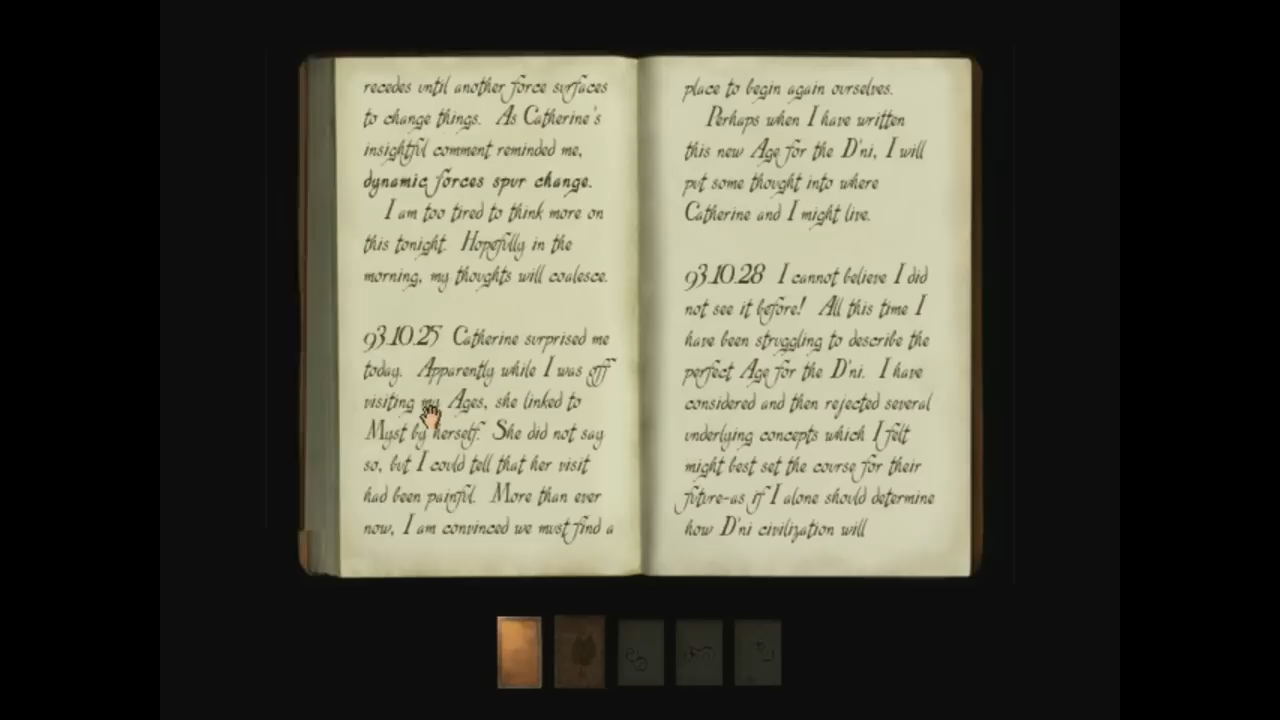 recedes until another force surfaces
to change things. As Catherine's
insightful comment reminded me,
dynamic forces spur change.
I am too tired to think more on
this tonight. Hopefully in the
morning, my thoughts will coalesce.
93.10.25 Catherine surprised me
today. Apparently while I was off
visiting my Ages, she linked to
Myst by herself. She did not say
so, but I could tell that her visit
had been painful. More than ever
now, I am convinced we must find a
place to begin again ourselves.
Perhaps when I have written
this new Age for the D'ni, I will
put some thought into where
Catherine and I might live.
93.10.28 I cannot believe I did
not see it before! All this time I
have been struggling to describe the
perfect Age for the D'ni. I have
considered and then rejected several
underlying concepts which I felt
might best set the course for their
future-as if I alone should determine
how D'ni civilization will